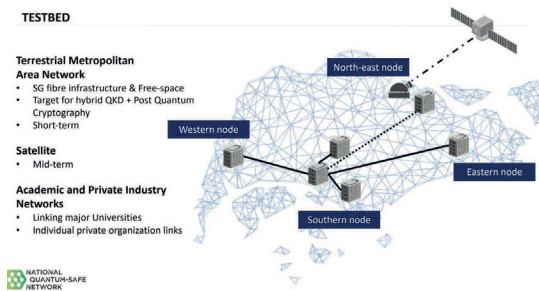 TESTBED
Terrestrial Metropolitan
Area Network
• SG fibre infrastructure & Free-space
• Target for hybrid QKD + Post Quantum
Cryptography
• Short-term
Satellite
• Mid-term
Academic and Private Industry
Networks
• Linking major Universities
• Individual private organization links
North-east node
Western node
Eastern node
Southern node
NATIONAL
QUANTUM-SAFE
NETWORK